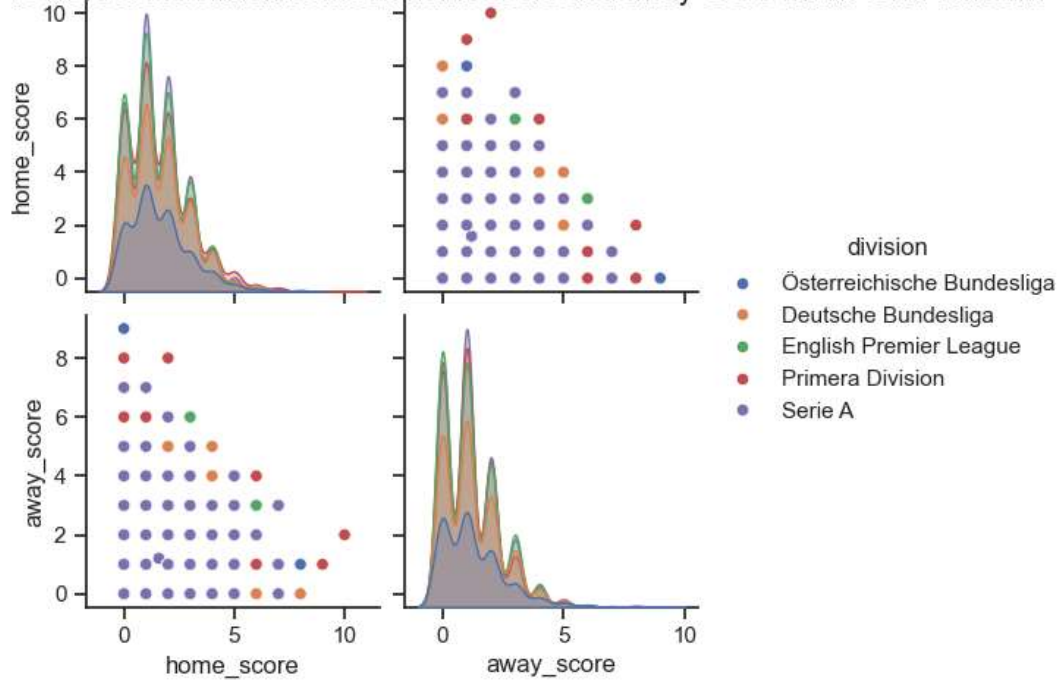 10
8
6
4
2
0
home_score
8
6
4
2
0
away_score
0 5 10
home_score
0 5 10
away_score
division
Österreichische Bundesliga
Deutsche Bundesliga
English Premier League
Primera Division
Serie A